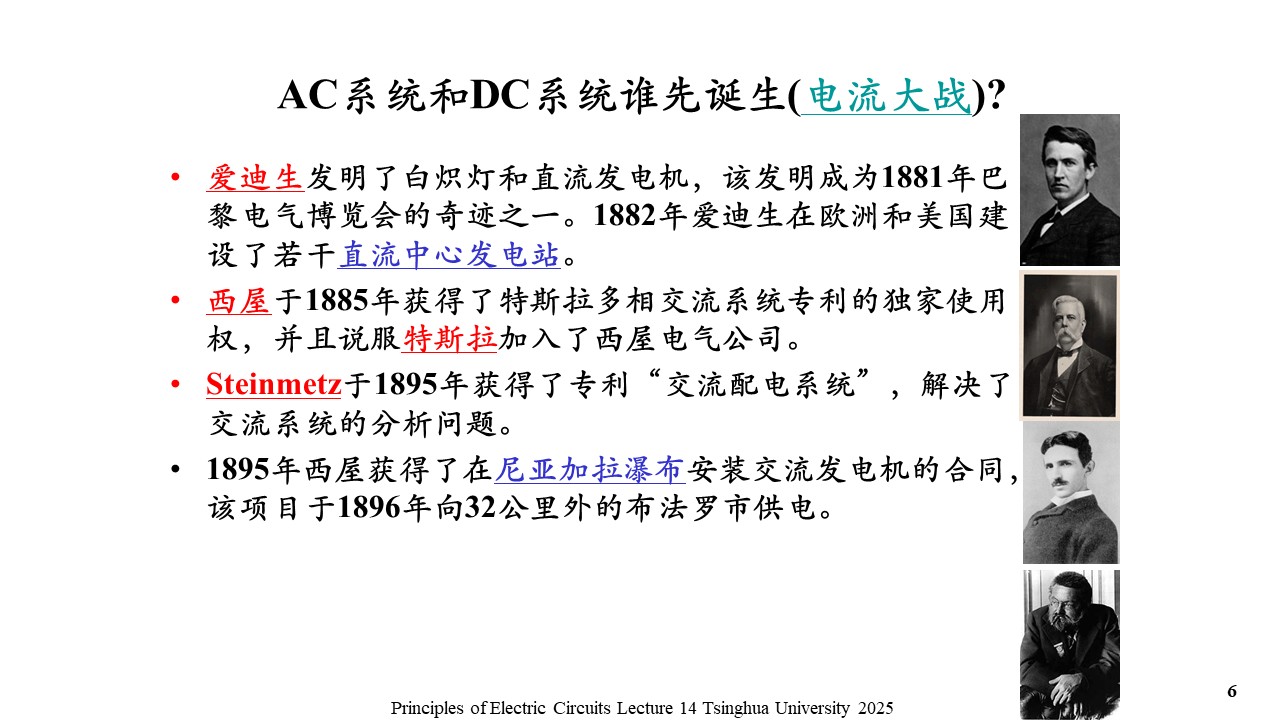 AC系统和DC系统谁先诞生(电流大战)?
• 爱迪生发明了白炽灯和直流发电机，该发明成为1881年巴
黎电气博览会的奇迹之一。1882年爱迪生在欧洲和美国建
设了若干直流中心发电站。
• 西屋于1885年获得了特斯拉多相交流系统专利的独家使用
权，并且说服特斯拉加入了西屋电气公司。
• Steinmetz于1895年获得了专利“交流配电系统”，解决了
交流系统的分析问题。
• 1895年西屋获得了在尼亚加拉瀑布安装交流发电机的合同，
该项目于1896年向32公里外的布法罗市供电。
Principles of Electric Circuits Lecture 14 Tsinghua University 2025
6